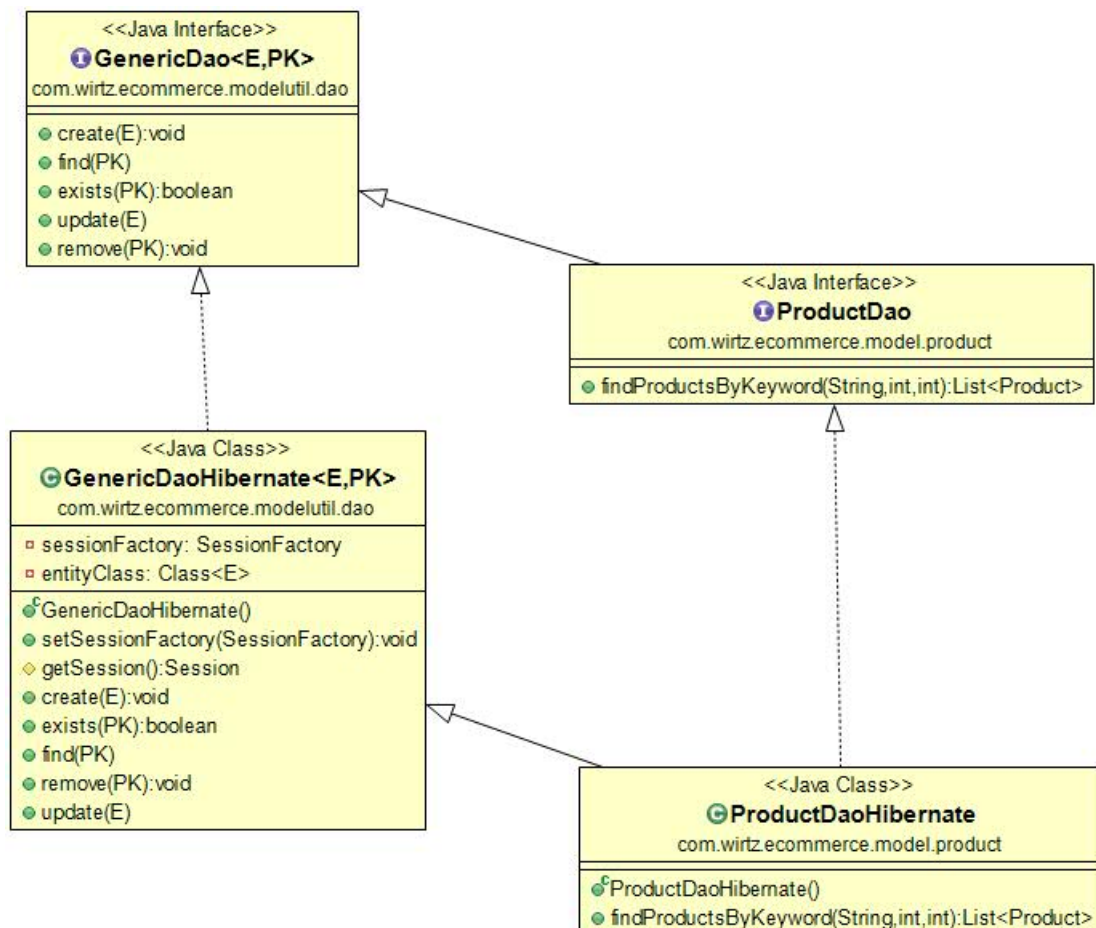 <<Java Interface>>
GenericDao<E,PK>
com.wirtz.ecommerce.modelutil.dao
create(E):void
find(PK)
exists(PK):boolean
update(E)
remove(PK):void
<<Java Interface>>
ProductDao
com.wirtz.ecommerce.model.product
findProductsByKeyword(String,int,int):List<Product>
<<Java Class>>
GenericDaoHibernate<E,PK>
com.wirtz.ecommerce.modelutil.dao
sessionFactory: SessionFactory
entityClass: Class<E>
GenericDaoHibernate()
setSessionFactory(SessionFactory):void
getSession():Session
create(E):void
exists(PK):boolean
find(PK)
remove(PK):void
update(E)
<<Java Class>>
ProductDaoHibernate
com.wirtz.ecommerce.model.product
ProductDaoHibernate()
findProductsByKeyword(String,int,int):List<Product>